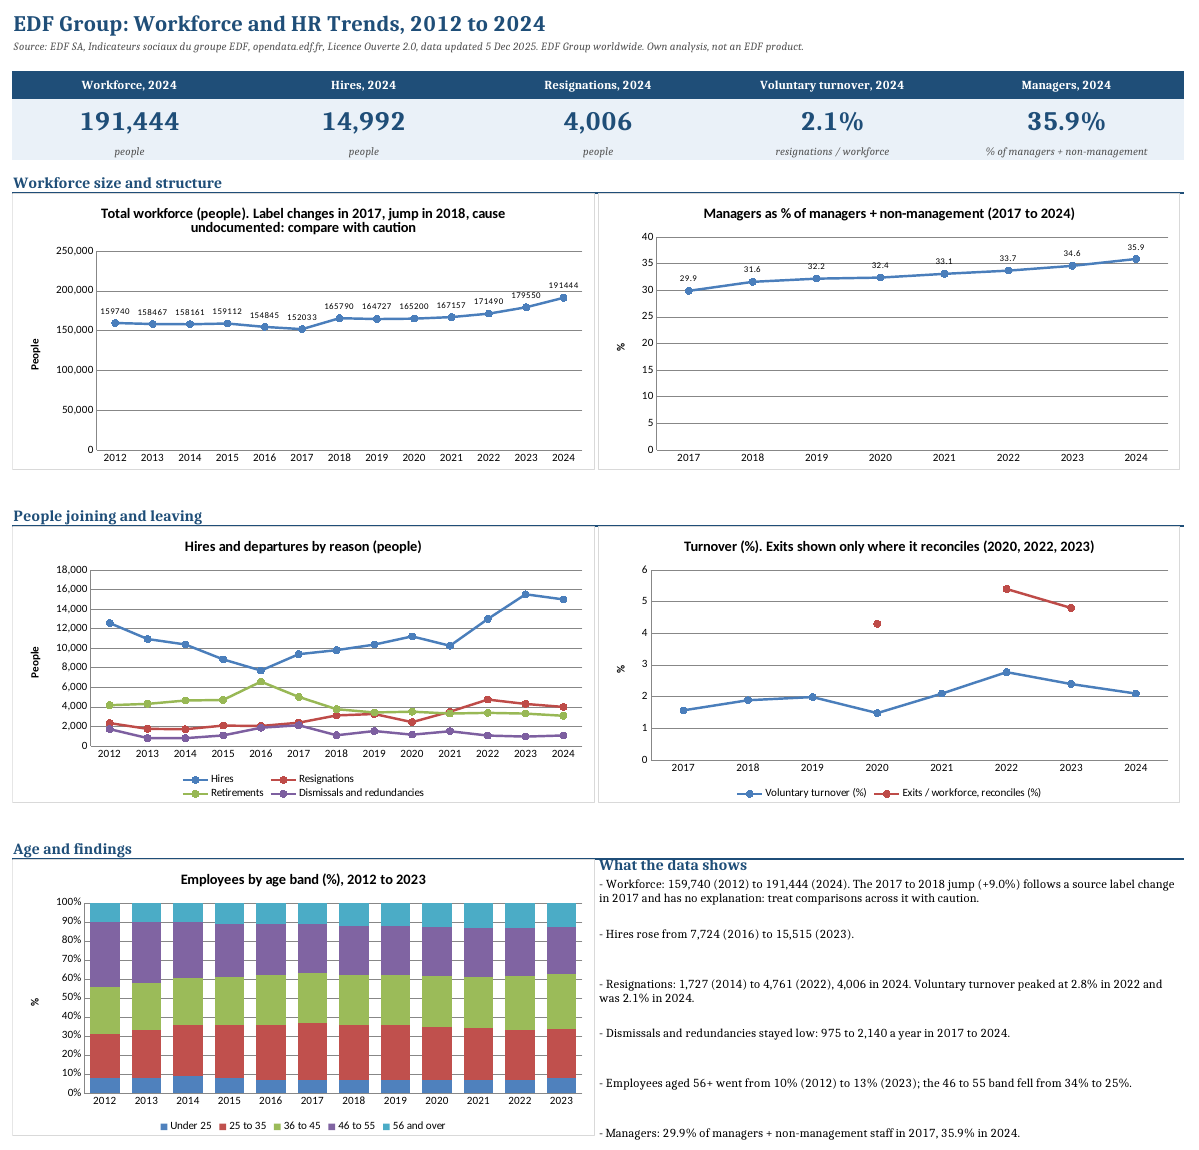 EDF Group: Workforce and HR Trends, 2012 to 2024
Source: EDF SA, Indicateurs sociaux du groupe EDF, opendata.edf.fr, Licence Ouverte 2.0, data updated 5 Dec 2025. EDF Group worldwide. Own analysis, not an EDF product.
Workforce, 2024 Hires, 2024 Resignations, 2024 Voluntary turnover, 2024 Managers, 2024
191,444 14,992 4,006 2.1% 35.9%
people people people resignations / workforce % of managers + non-management
Workforce size and structure
Total workforce (people). Label changes in 2017, jump in 2018, cause
undocumented: compare with caution
250,000
200,000
150,000
100,000
50,000
0
People
159740 158467 158161 159112 154845 152033 165790 164727 165200 167157 171490 179550 191444
2012 2013 2014 2015 2016 2017 2018 2019 2020 2021 2022 2023 2024
Managers as % of managers + non-management (2017 to 2024)
40
35
30
25
20
15
10
5
0
%
29.9 31.6 32.2 32.4 33.1 33.7 34.6 35.9
2017 2018 2019 2020 2021 2022 2023 2024
People joining and leaving
Hires and departures by reason (people)
18,000
16,000
14,000
12,000
10,000
8,000
6,000
4,000
2,000
0
People
2012 2013 2014 2015 2016 2017 2018 2019 2020 2021 2022 2023 2024
Hires Resignations
Retirements Dismissals and redundancies
Turnover (%). Exits shown only where it reconciles (2020, 2022, 2023)
6
5
4
3
2
1
0
%
2017 2018 2019 2020 2021 2022 2023 2024
Voluntary turnover (%) Exits / workforce, reconciles (%)
Age and findings
Employees by age band (%), 2012 to 2023
100%
90%
80%
70%
60%
50%
40%
30%
20%
10%
0%
%
2012 2013 2014 2015 2016 2017 2018 2019 2020 2021 2022 2023
Under 25 25 to 35 36 to 45 46 to 55 56 and over
What the data shows
- Workforce: 159,740 (2012) to 191,444 (2024). The 2017 to 2018 jump (+9.0%) follows a source label change
in 2017 and has no explanation: treat comparisons across it with caution.
- Hires rose from 7,724 (2016) to 15,515 (2023).
- Resignations: 1,727 (2014) to 4,761 (2022), 4,006 in 2024. Voluntary turnover peaked at 2.8% in 2022 and
was 2.1% in 2024.
- Dismissals and redundancies stayed low: 975 to 2,140 a year in 2017 to 2024.
- Employees aged 56+ went from 10% (2012) to 13% (2023); the 46 to 55 band fell from 34% to 25%.
- Managers: 29.9% of managers + non-management staff in 2017, 35.9% in 2024.